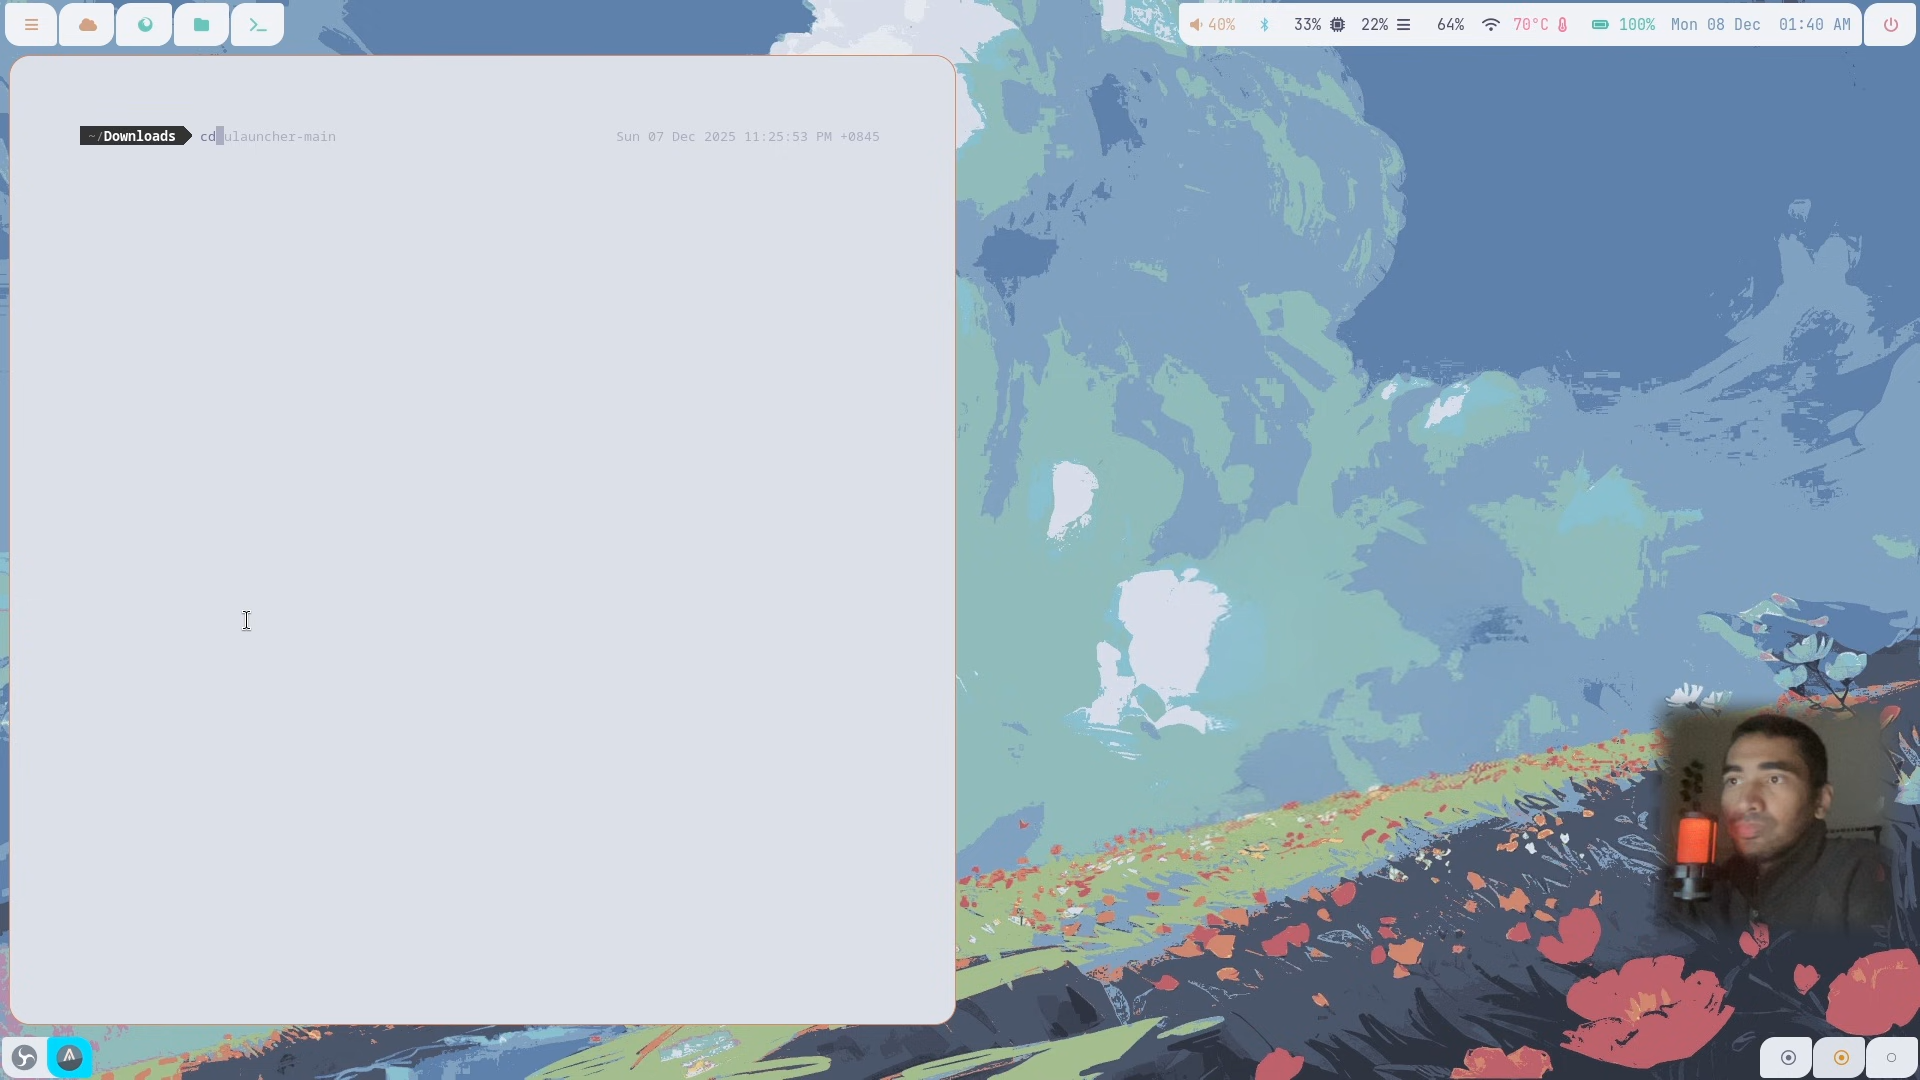 40% 33% 22% 64% 70°C 100% Mon 08 Dec 01:40 AM
~/Downloads cd ulauncher-main Sun 07 Dec 2025 11:25:53 PM +0845